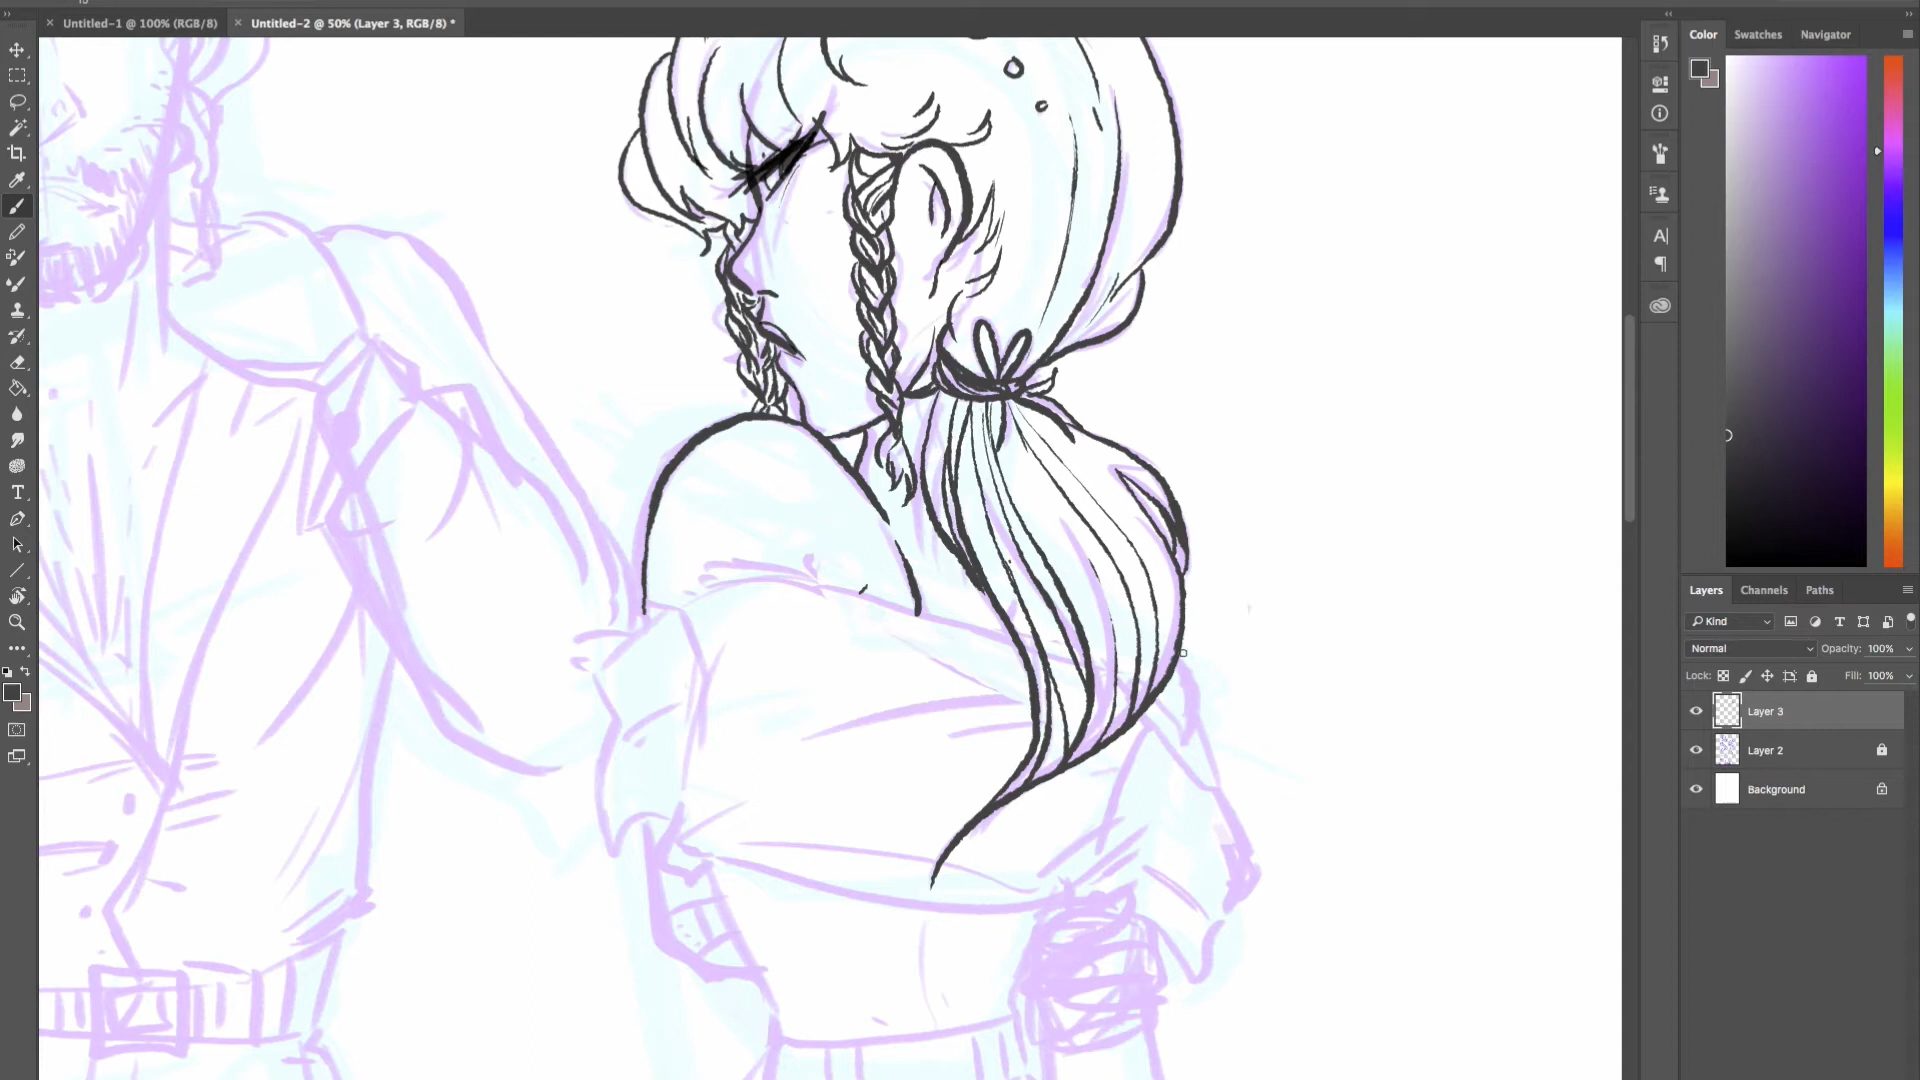 Untitled-1 @ 100% (RGB/8)
Untitled-2 @ 50% (Layer 3, RGB/8) *
Color
Swatches
Navigator
Layers
Channels
Paths
Kind
Normal
Opacity: 100%
Lock:
Fill: 100%
Layer 3
Layer 2
Background